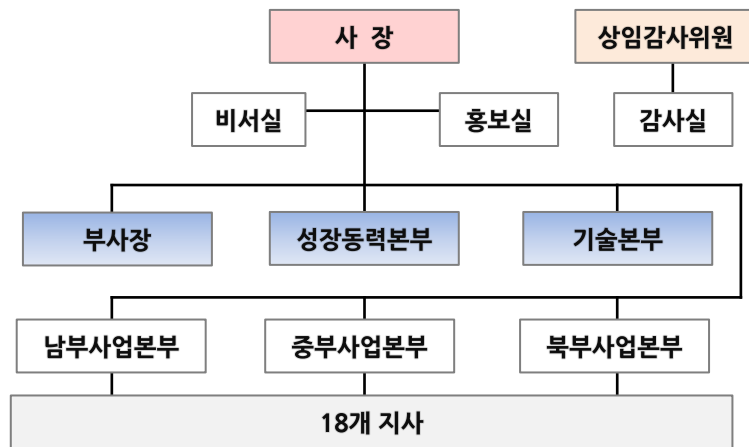 사 장
상임감사위원
비서실
홍보실
감사실
부사장
성장동력본부
기술본부
남부사업본부
중부사업본부
북부사업본부
18개 지사